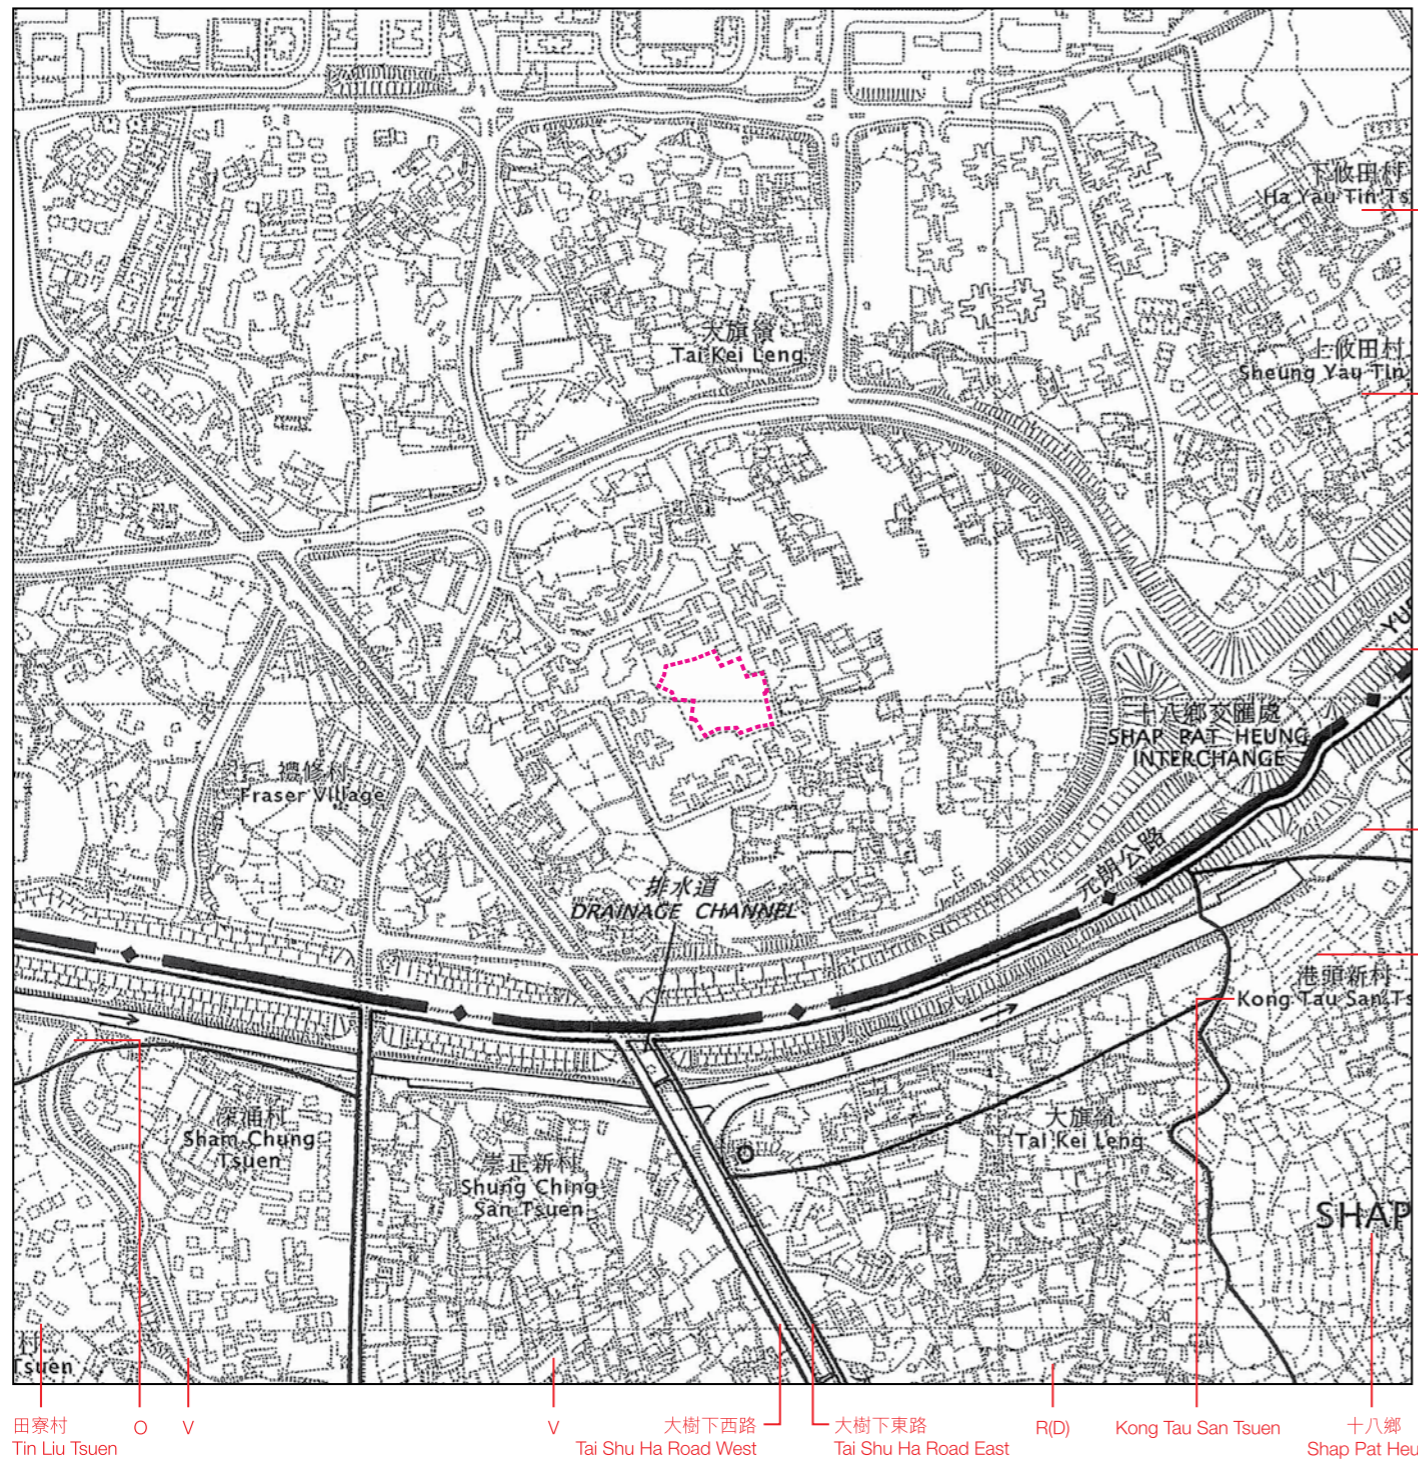 下攸田村
Ha Yau Tin Ts
大旗嶺
Tai Kei Leng
上攸田村
Sheung Yau Tin
YU
十八鄉交匯處
SHAP PAT HEUNG
INTERCHANGE
禮修村
Fraser Village
元朗公路
排水道
DRAINAGE CHANNEL
港頭新村
Kong Tau San Ts
深涌村
Sham Chung
Tsuen
崇正新村
Shung Ching
San Tsuen
大旗嶺
Tai Kei Leng
SHAP
村
Tsuen
田寮村
Tin Liu Tsuen
O
V
V
大樹下西路
Tai Shu Ha Road West
大樹下東路
Tai Shu Ha Road East
R(D)
Kong Tau San Tsuen
十八鄉
Shap Pat Heu